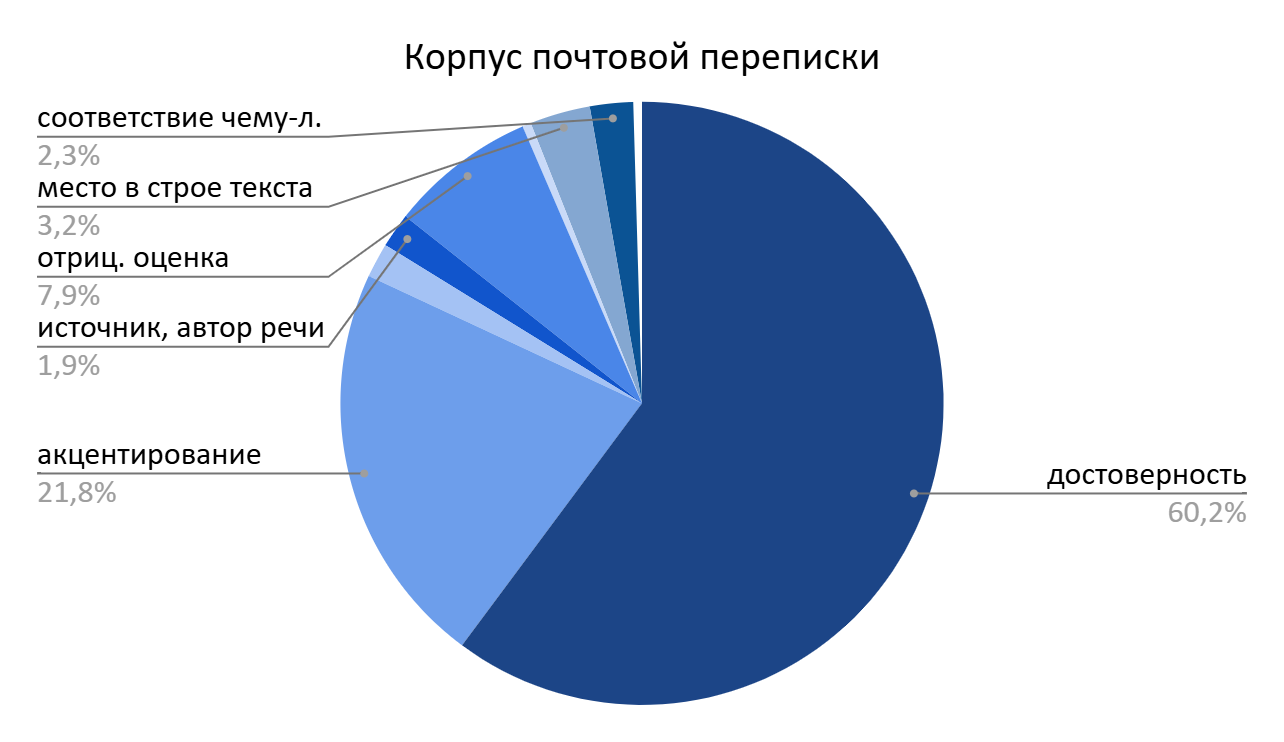 Корпус почтовой переписки
соответствие чему-л.
2,3%
место в строе текста
3,2%
отриц. оценка
7,9%
источник, автор речи
1,9%
акцентирование
21,8%
достоверность
60,2%